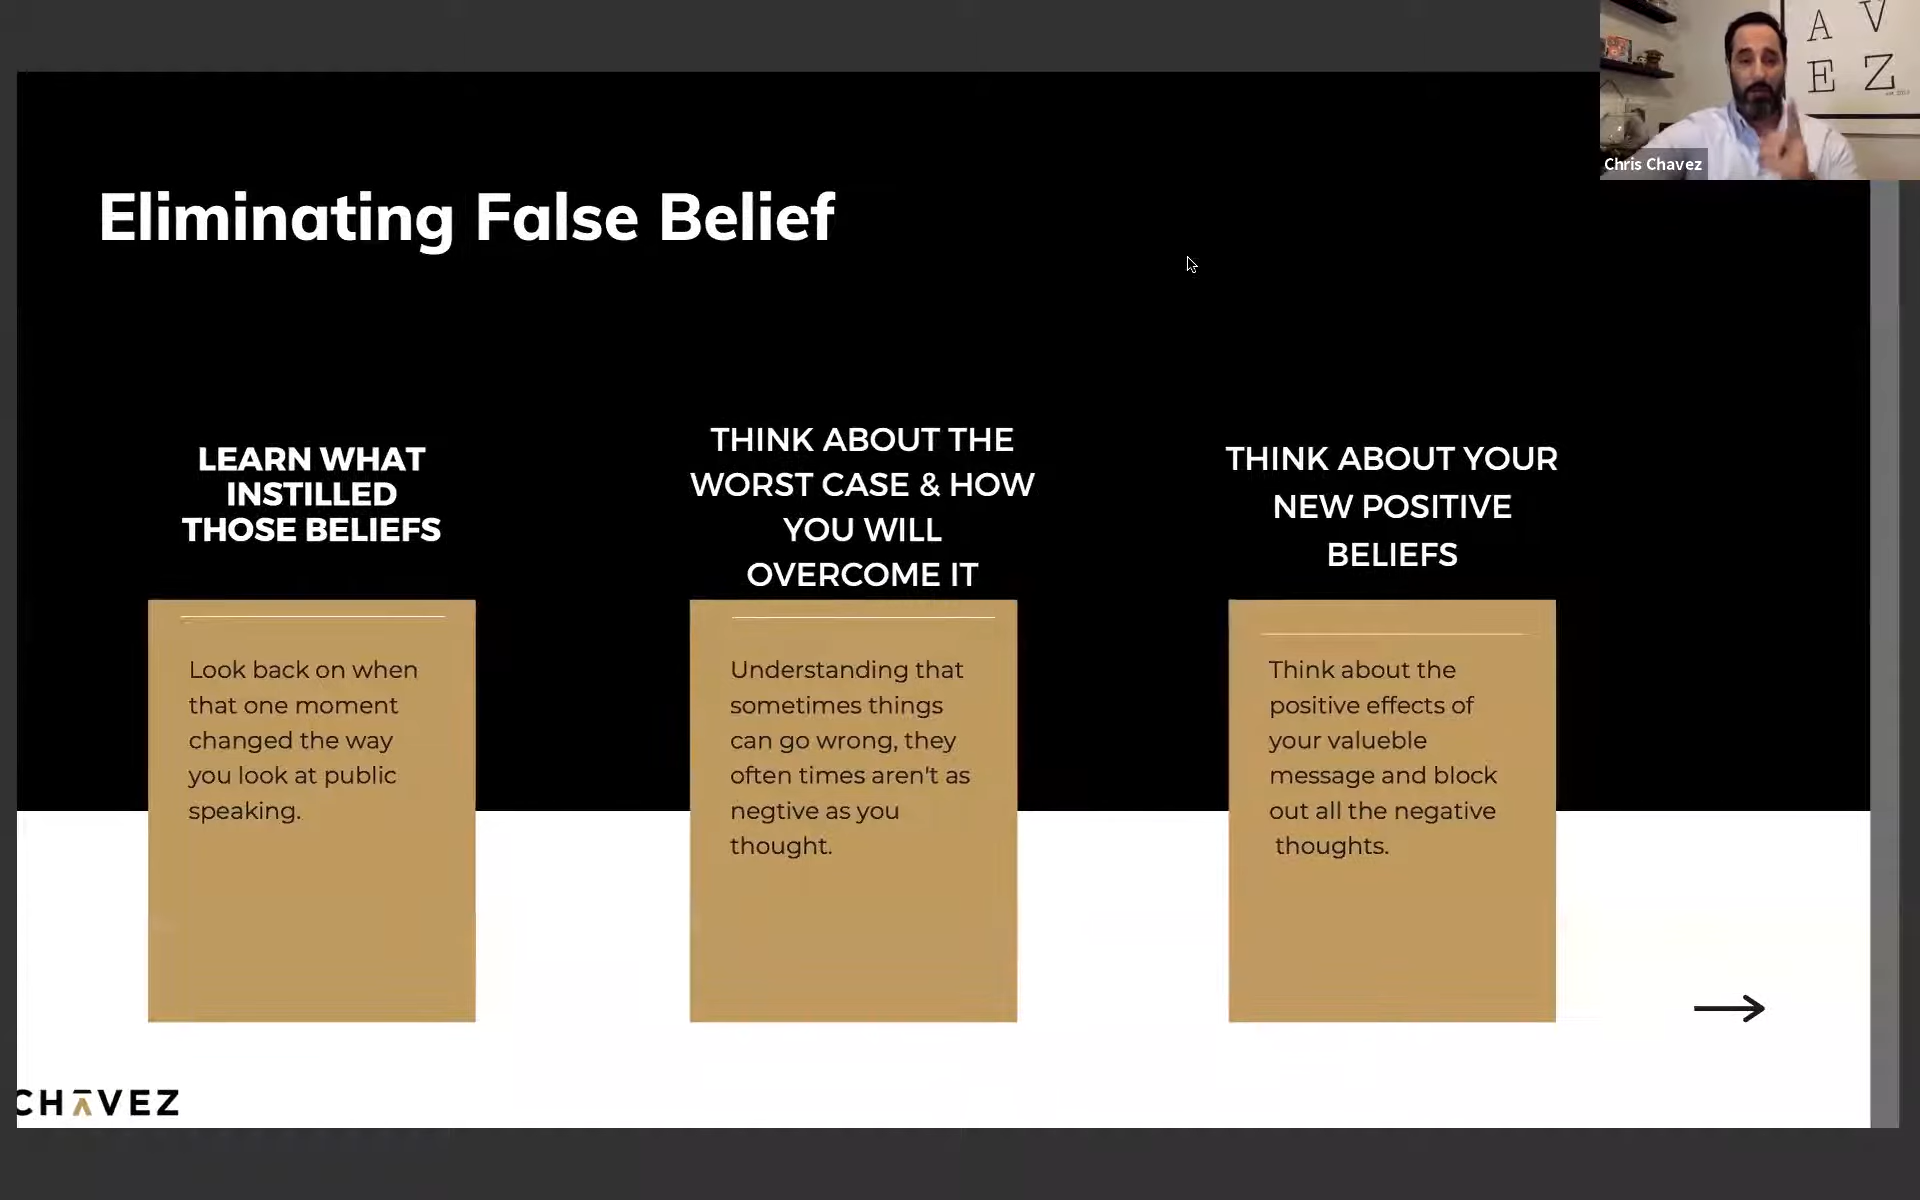 A V
E Z
Chris Chavez
Eliminating False Belief
LEARN WHAT
INSTILLED
THOSE BELIEFS
Look back on when
that one moment
changed the way
you look at public
speaking.
THINK ABOUT THE
WORST CASE & HOW
YOU WILL
OVERCOME IT
Understanding that
sometimes things
can go wrong, they
often times aren't as
negtive as you
thought.
THINK ABOUT YOUR
NEW POSITIVE
BELIEFS
Think about the
positive effects of
your valueble
message and block
out all the negative
thoughts.
CHĀVEZ